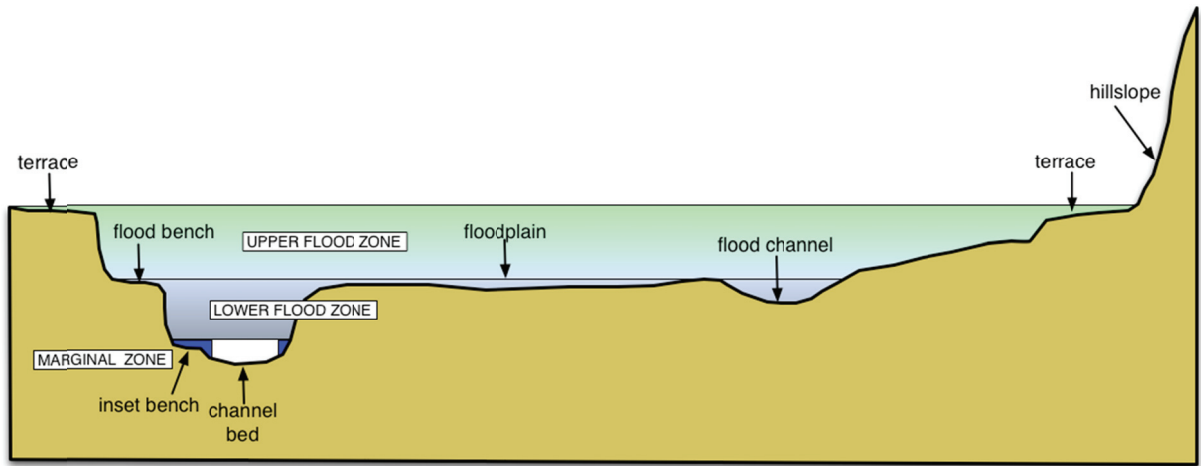 hillslope
terrace
terrace
flood bench
UPPER FLOOD ZONE
floodplain
flood channel
LOWER FLOOD ZONE
MARGINAL ZONE
inset bench
channel
bed